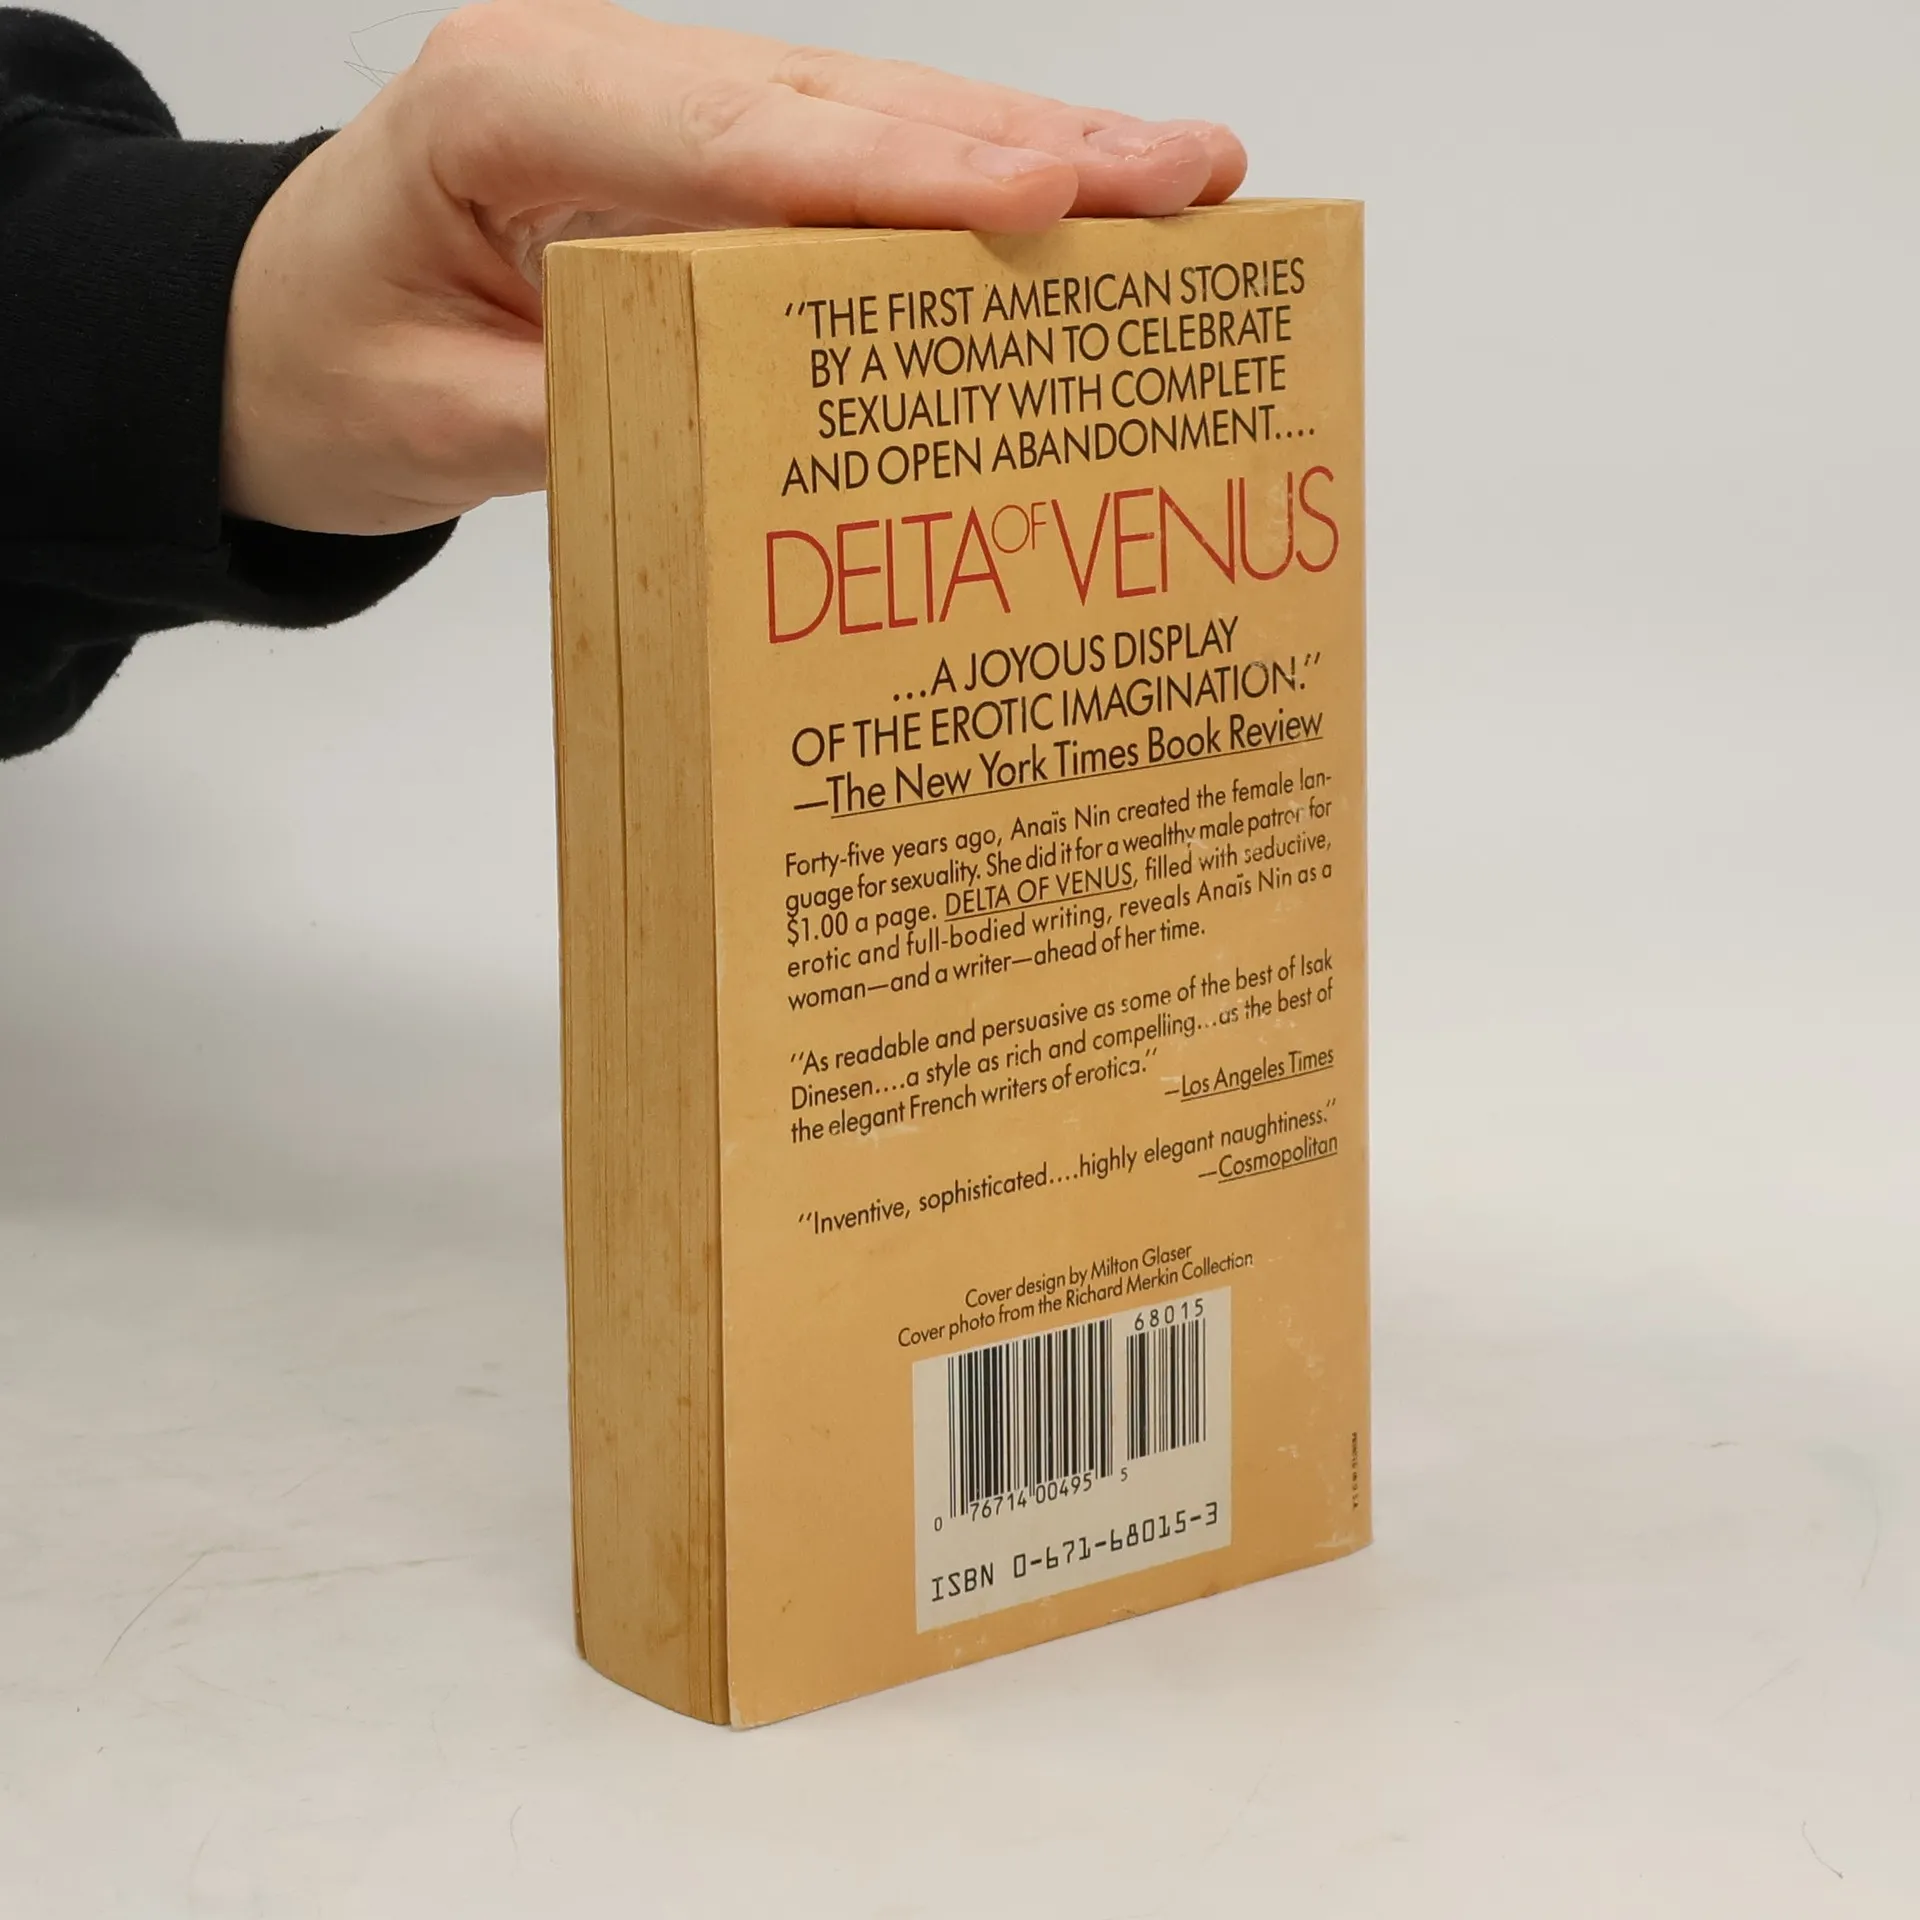 "THE FIRST AMERICAN STORIES
BY A WOMAN TO CELEBRATE
SEXUALITY WITH COMPLETE
AND OPEN ABANDONMENT....
DELTA OF VENUS
...A JOYOUS DISPLAY
OF THE EROTIC IMAGINATION."
—The New York Times Book Review
Forty-five years ago, Anaïs Nin created the female lan-
guage for sexuality. She did it for a wealthy male patron for
$1.00 a page. DELTA OF VENUS, filled with seductive,
erotic and full-bodied writing, reveals Anaïs Nin as a
woman—and a writer—ahead of her time.
"As readable and persuasive as some of the best of Isak
Dinesen....a style as rich and compelling...as the best of
the elegant French writers of erotica."
—Los Angeles Times
"Inventive, sophisticated....highly elegant naughtiness."
—Cosmopolitan
Cover design by Milton Glaser
Cover photo from the Richard Merkin Collection
68015
0 76714 00495 5
ISBN 0-671-68015-3